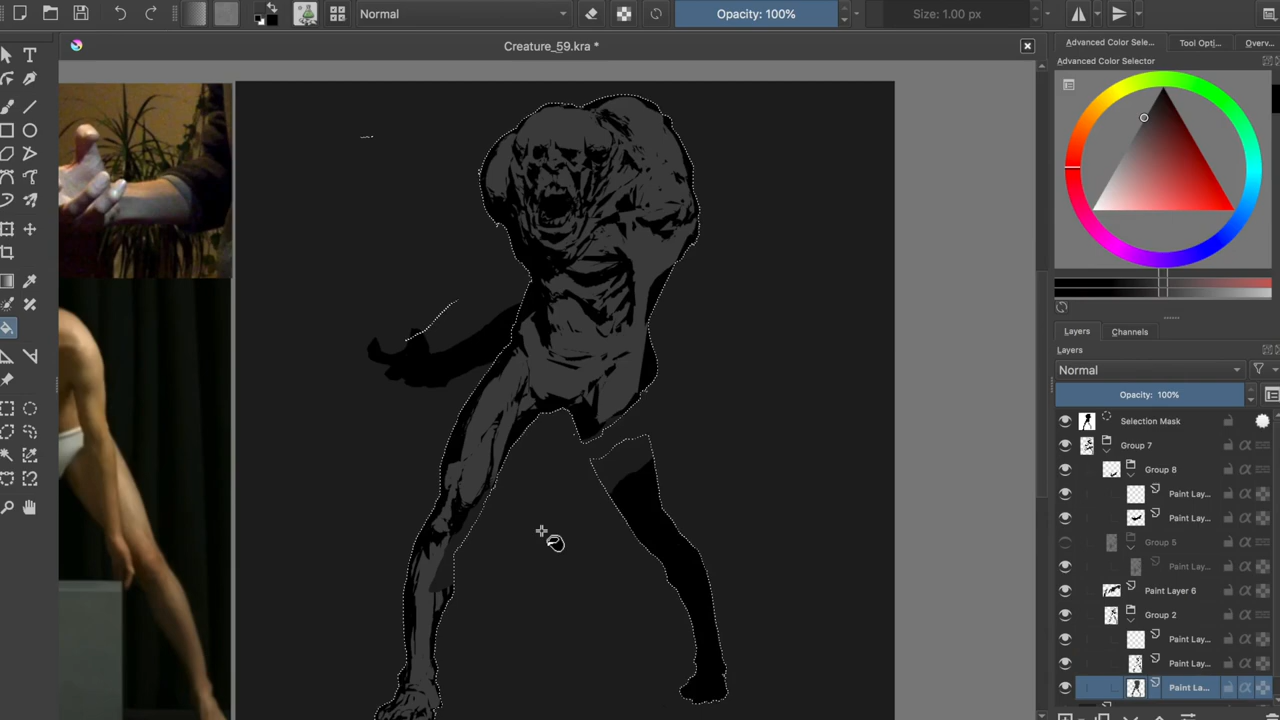 Normal
Opacity: 100%
Size: 1.00 px
Creature_59.kra *
Advanced Color Sele...
Tool Opti...
Overv...
Advanced Color Selector
Layers
Channels
Layers
Normal
Opacity: 100%
Selection Mask
Group 7
Group 8
Paint Lay...
Paint Lay...
Group 5
Paint Lay...
Paint Layer 6
Group 2
Paint Lay...
Paint Lay...
Paint La...